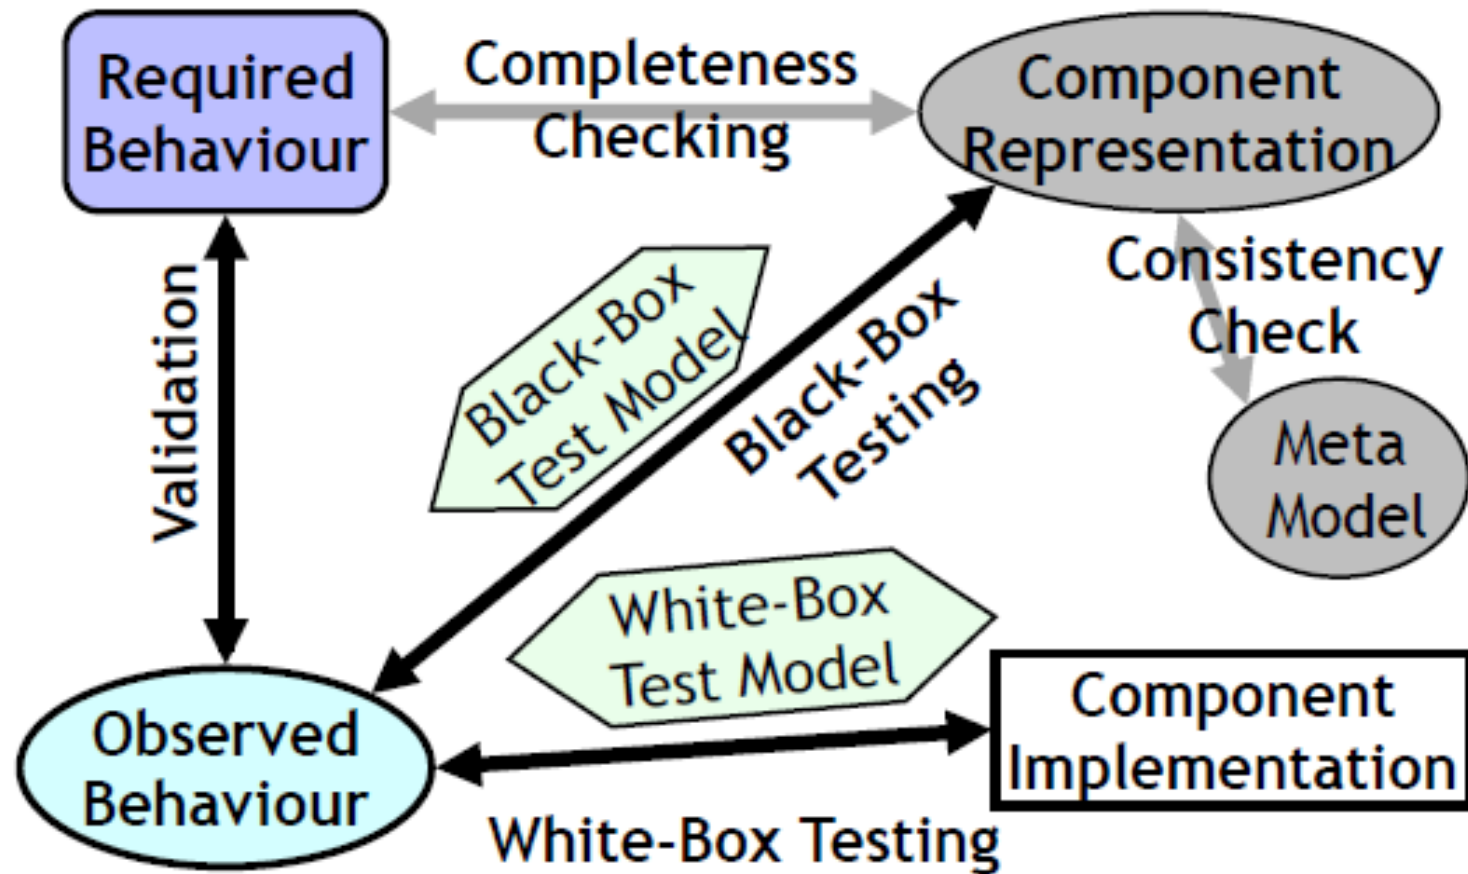 Required
Behaviour
Completeness
Checking
Component
Representation
Consistency
Check
Meta
Model
Validation
Black-Box
Test Model
Black-Box
Testing
White-Box
Test Model
Observed
Behaviour
Component
Implementation
White-Box Testing